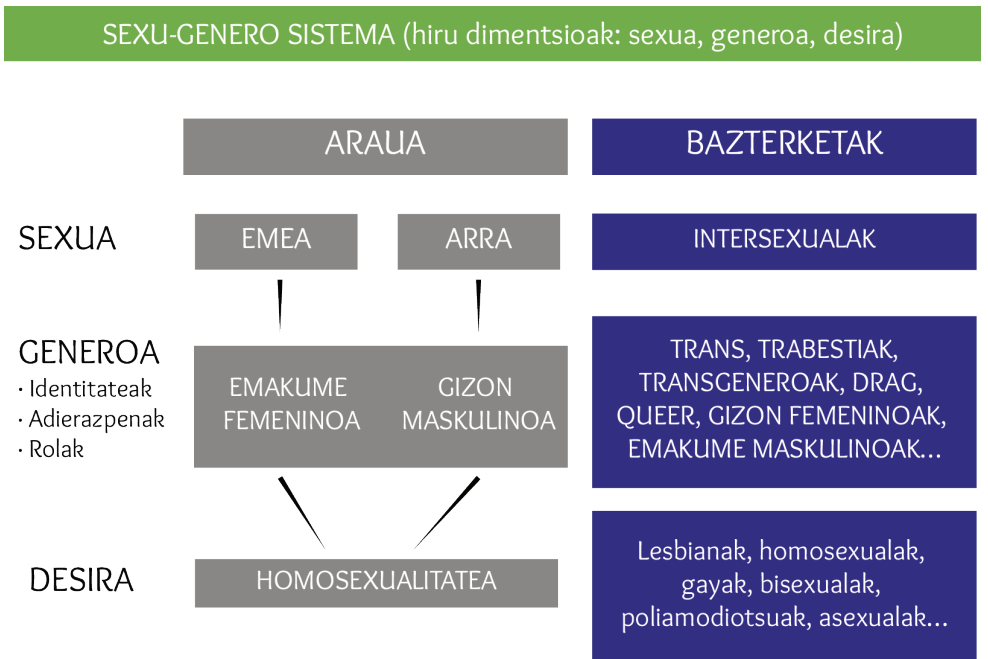 SEXU-GENERO SISTEMA (hiru dimentsioak: sexua, generoa, desira)
ARAUA
BAZTERKETAK
SEXUA
EMEA
ARRA
INTERSEXUALAK
GENEROA
· Identitateak
· Adierazpenak
· Rolak
EMAKUME
FEMENINOA
GIZON
MASKULINOA
TRANS, TRABESTIAK,
TRANSGENEROAK, DRAG,
QUEER, GIZON FEMENINOAK,
EMAKUME MASKULINOAK...
DESIRA
HOMOSEXUALITATEA
Lesbianak, homosexualak,
gayak, bisexualak,
poliamodiotsuak, asexualak...